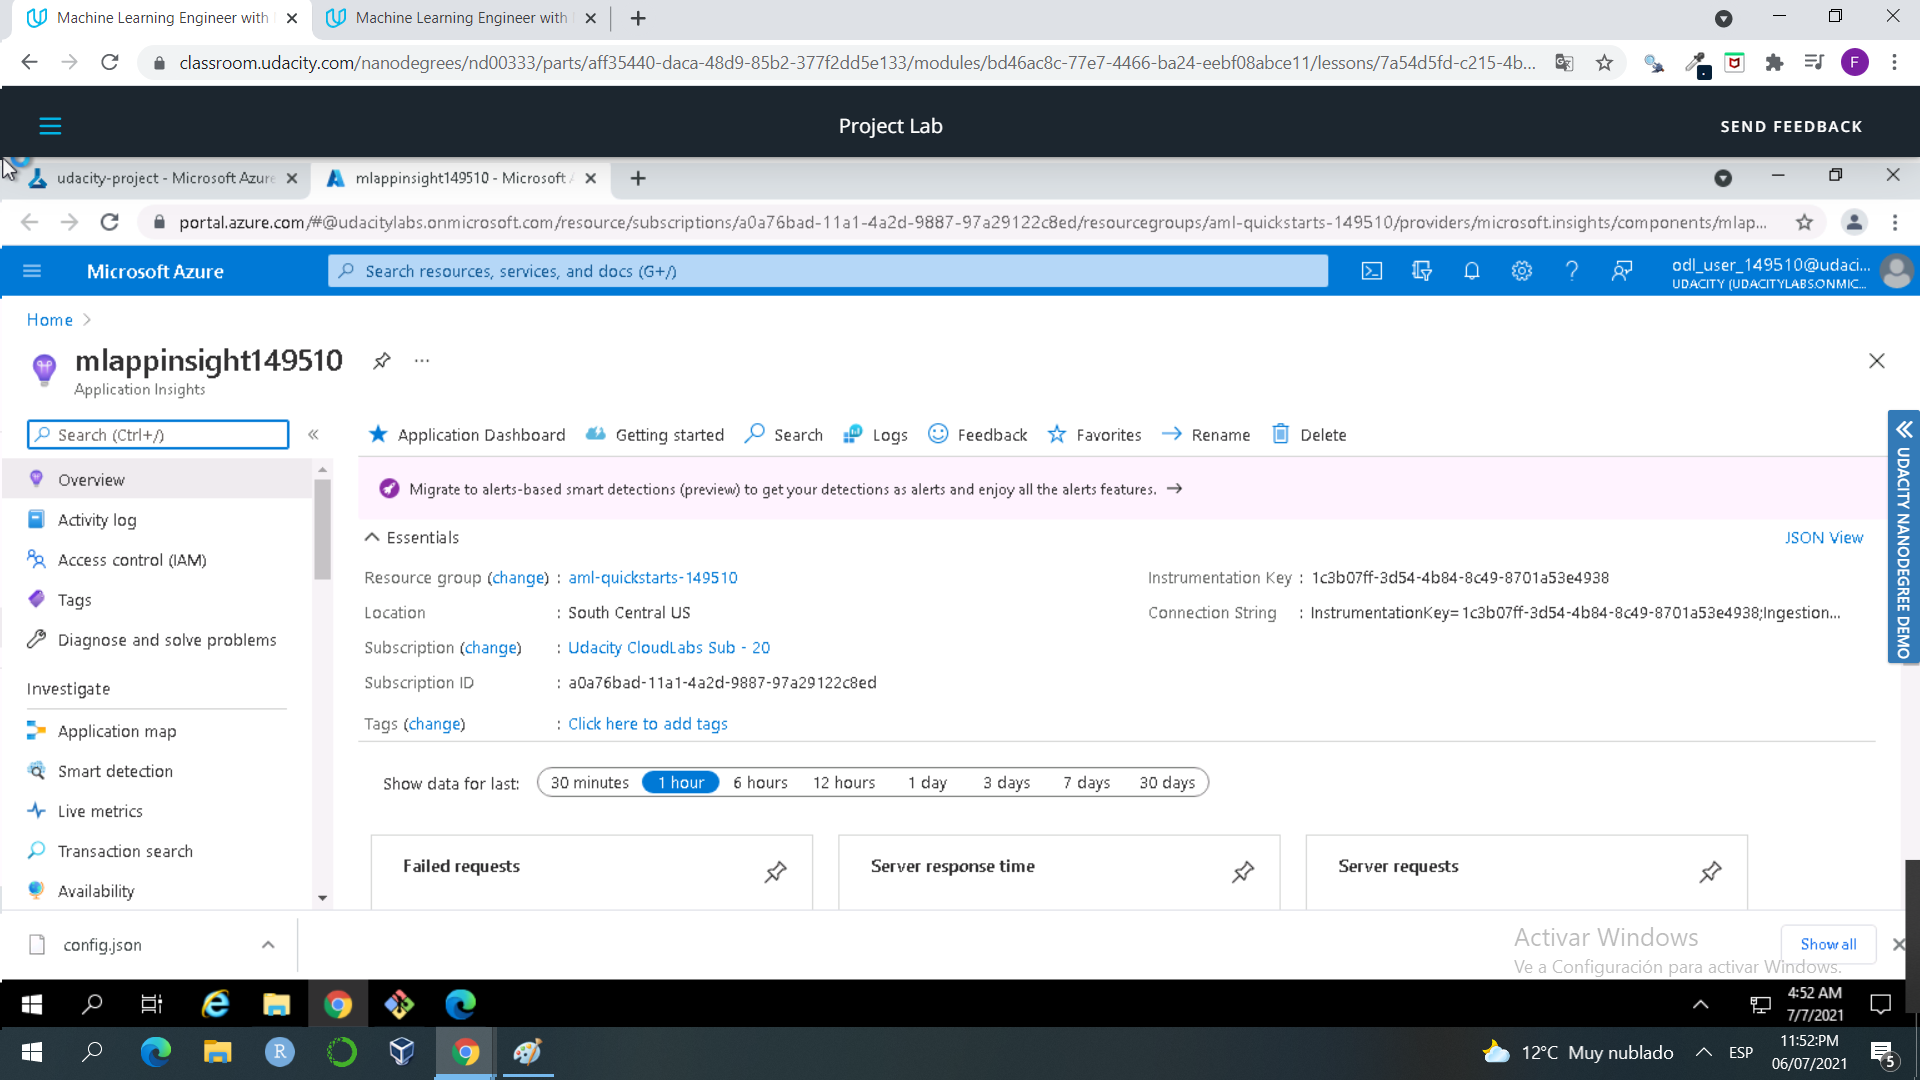 Machine Learning Engineer with
Machine Learning Engineer with
classroom.udacity.com/nanodegrees/nd00333/parts/aff35440-daca-48d9-85b2-377f2dd5e133/modules/bd46ac8c-77e7-4466-ba24-eebf08abce11/lessons/7a54d5fd-c215-4b...
F
Project Lab
SEND FEEDBACK
udacity-project - Microsoft Azure
mlappinsight149510 - Microsoft A
portal.azure.com/#@udacitylabs.onmicrosoft.com/resource/subscriptions/a0a76bad-11a1-4a2d-9887-97a29122c8ed/resourcegroups/aml-quickstarts-149510/providers/microsoft.insights/components/mlap...
Microsoft Azure
Search resources, services, and docs (G+/)
odl_user_149510@udaci...
UDACITY (UDACITYLABS.ONMIC...
Home
mlappinsight149510
Application Insights
Search (Ctrl+/)
Application Dashboard
Getting started
Search
Logs
Feedback
Favorites
Rename
Delete
Overview
Activity log
Access control (IAM)
Tags
Diagnose and solve problems
Investigate
Application map
Smart detection
Live metrics
Transaction search
Availability
Migrate to alerts-based smart detections (preview) to get your detections as alerts and enjoy all the alerts features. →
Essentials
JSON View
Resource group (change) : aml-quickstarts-149510
Location : South Central US
Subscription (change) : Udacity CloudLabs Sub - 20
Subscription ID : a0a76bad-11a1-4a2d-9887-97a29122c8ed
Tags (change) : Click here to add tags
Instrumentation Key : 1c3b07ff-3d54-4b84-8c49-8701a53e4938
Connection String : InstrumentationKey=1c3b07ff-3d54-4b84-8c49-8701a53e4938;Ingestion...
UDACITY NANODEGREE DEMO
Show data for last:
30 minutes
1 hour
6 hours
12 hours
1 day
3 days
7 days
30 days
Failed requests
Server response time
Server requests
config.json
Activar Windows
Ve a Configuración para activar Windows.
Show all
4:52 AM
7/7/2021
12°C Muy nublado
ESP
11:52:PM
06/07/2021
5